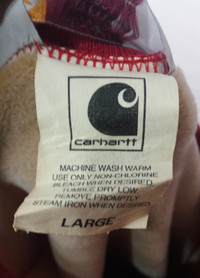 carhartt
MACHINE WASH WARM
USE ONLY NON-CHLORINE
BLEACH WHEN DESIRED
TUMBLE DRY LOW
REMOVE PROMPTLY
STEAM IRON WHEN DESIRED
LARGE